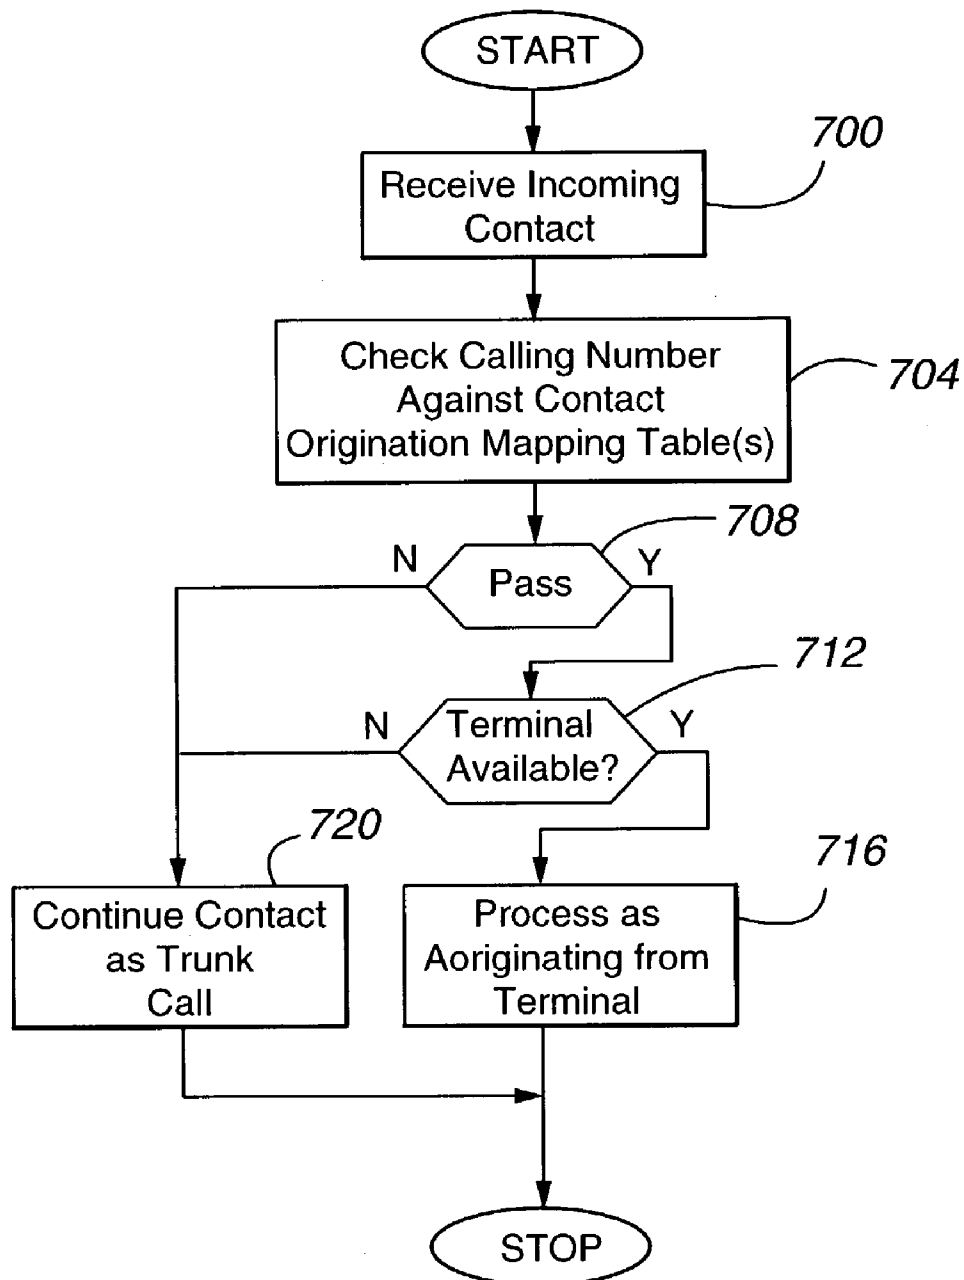 START
700
Receive Incoming
Contact
Check Calling Number
Against Contact
Origination Mapping Table(s)
704
708
N
Pass
Y
712
N
Terminal
Available?
Y
720
716
Continue Contact
as Trunk
Call
Process as
Aoriginating from
Terminal
STOP